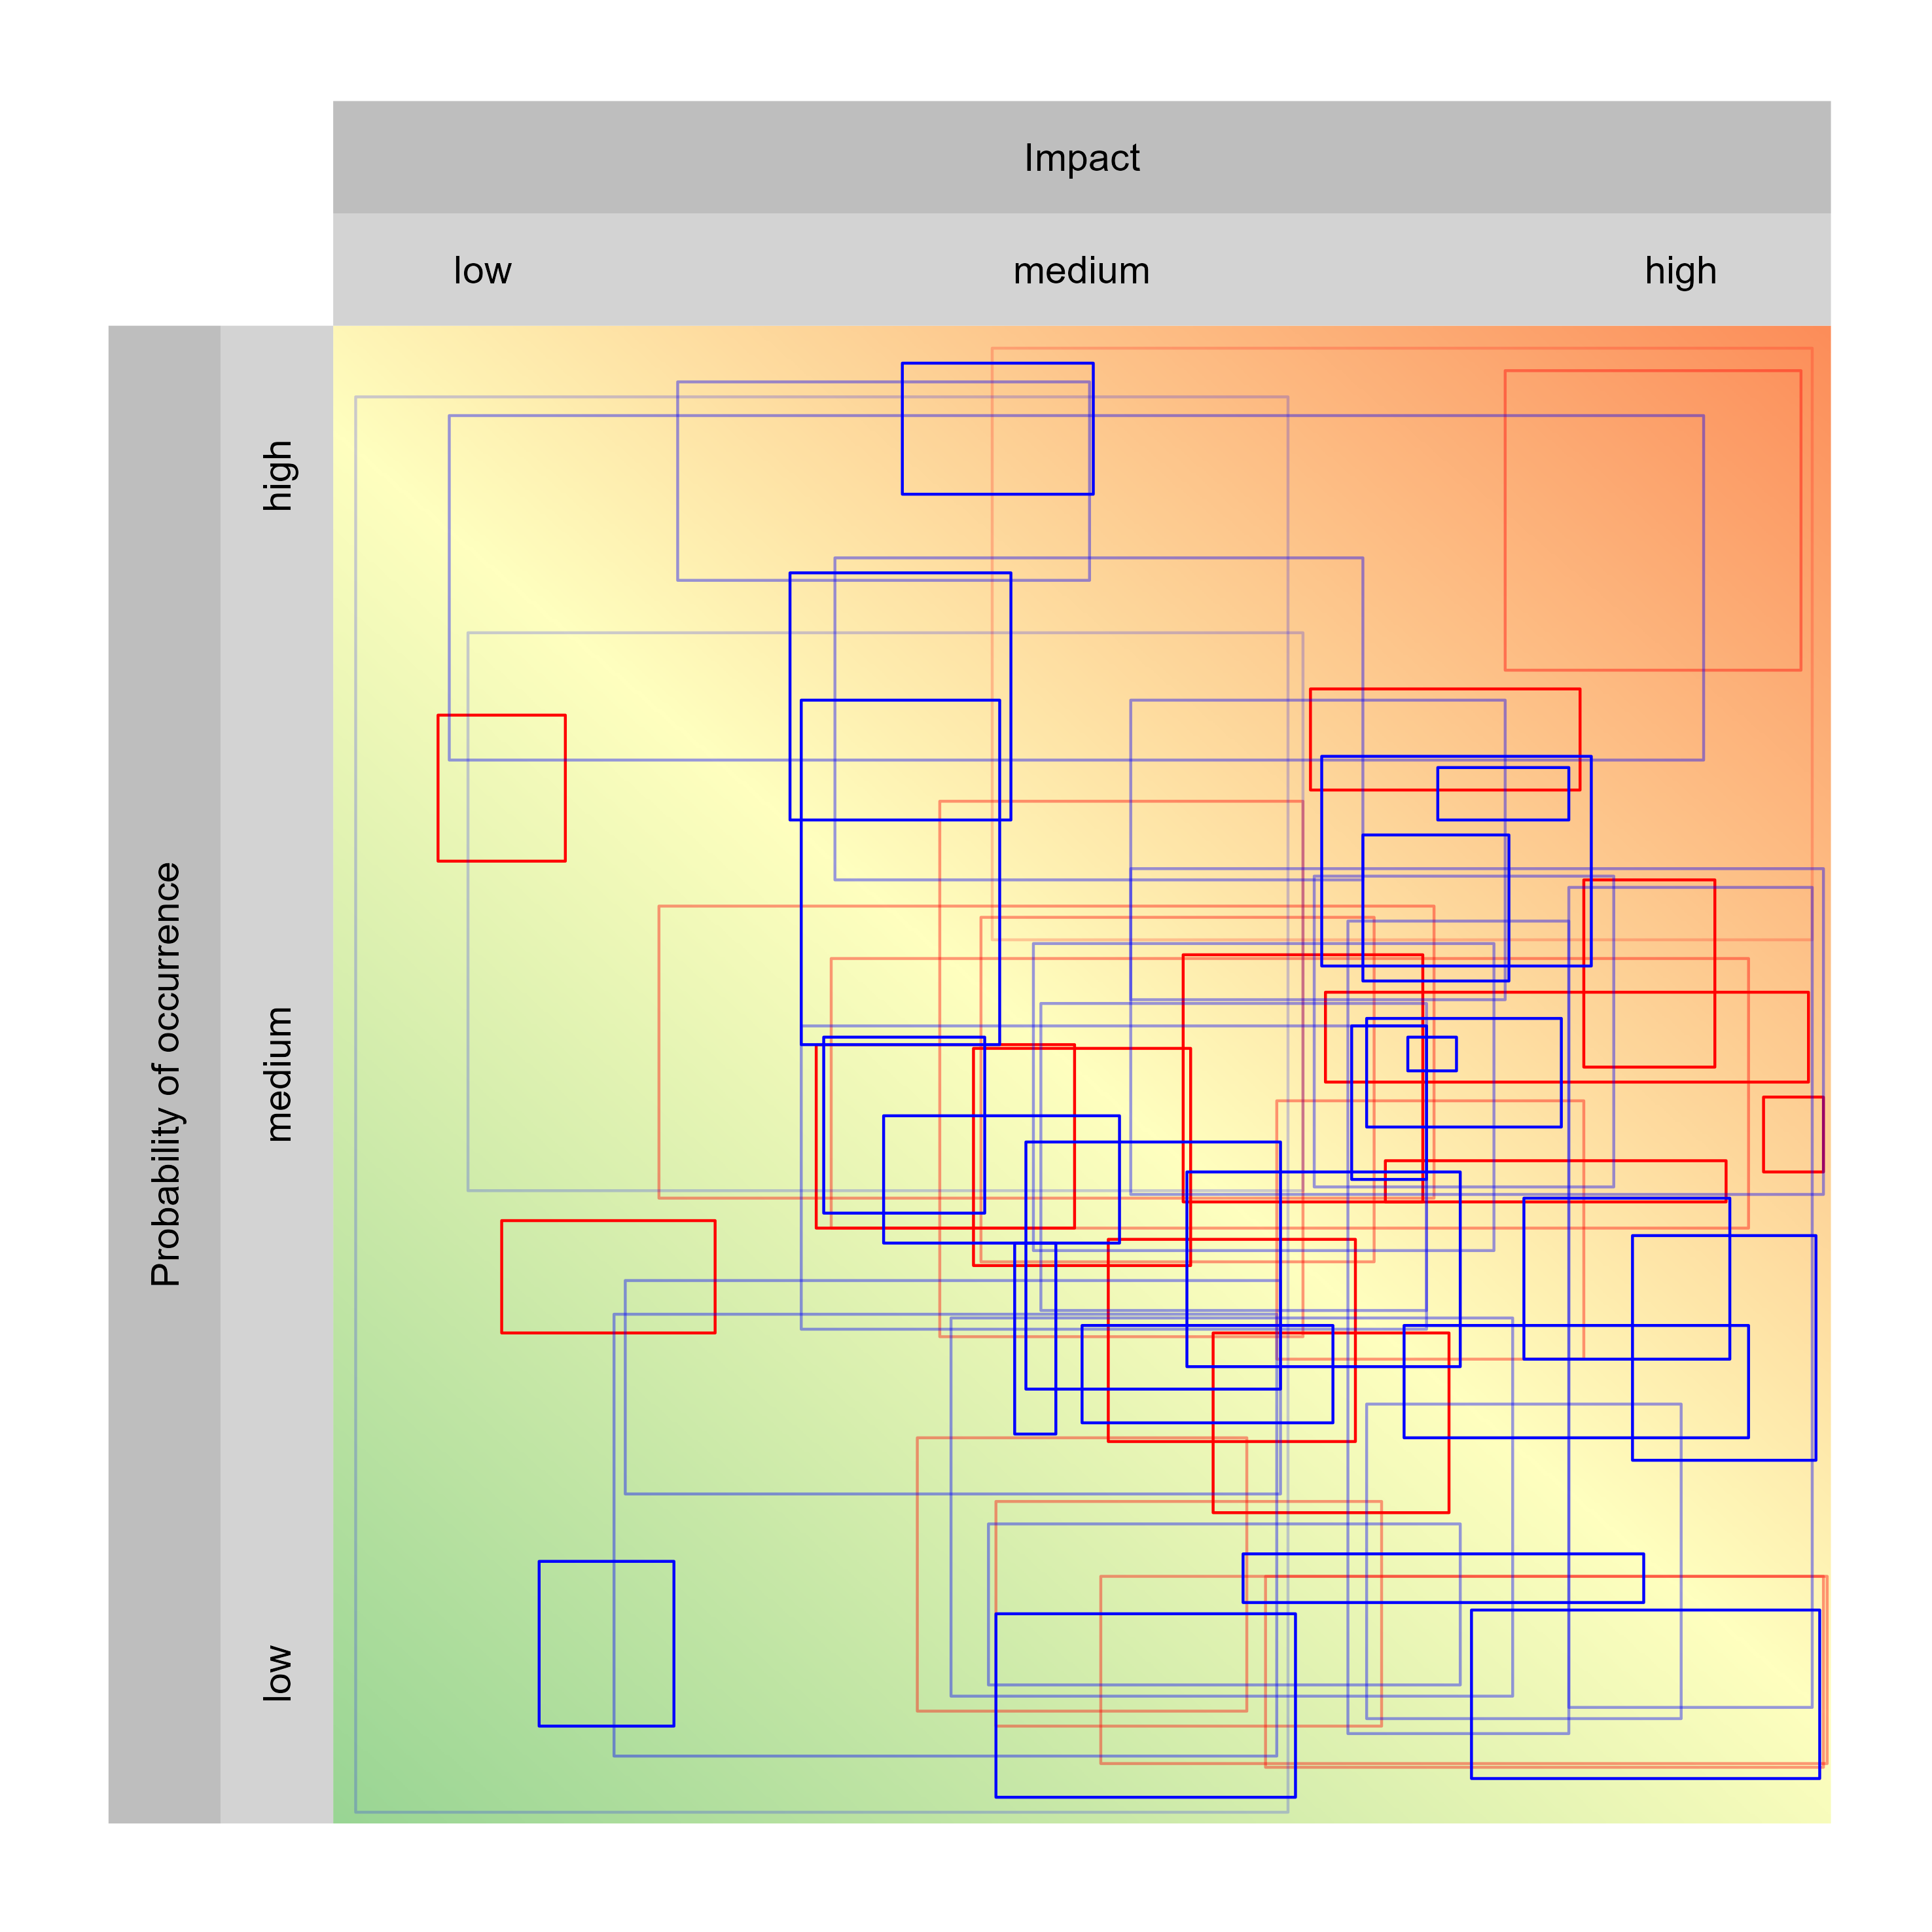 Impact
low
medium
high
Probability of occurrence
high
medium
low